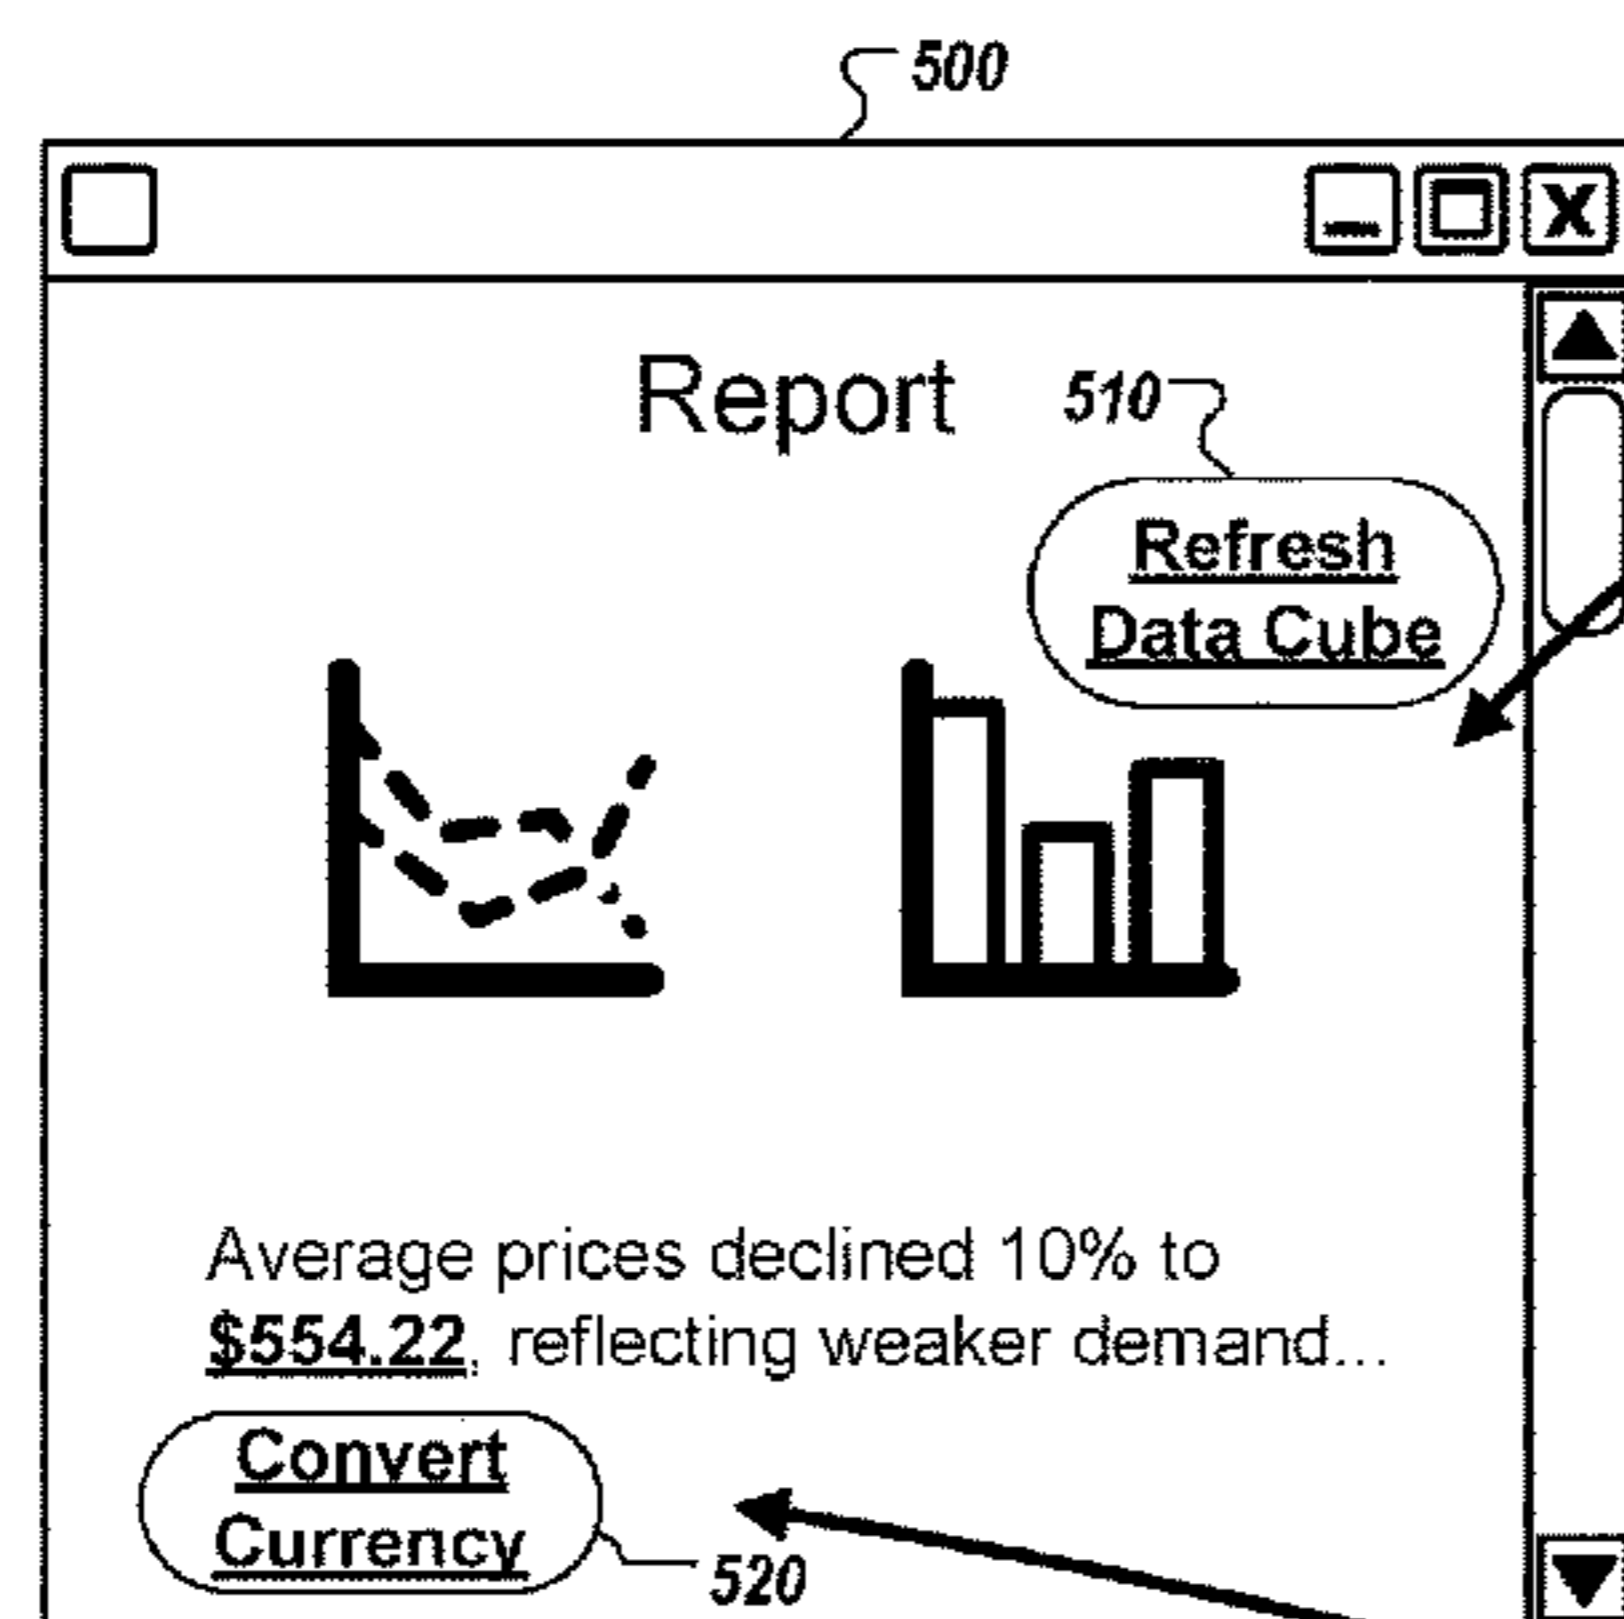 500
X
Report
510
Refresh
Data Cube
Average prices declined 10% to
$554.22, reflecting weaker demand...
Convert
Currency
520